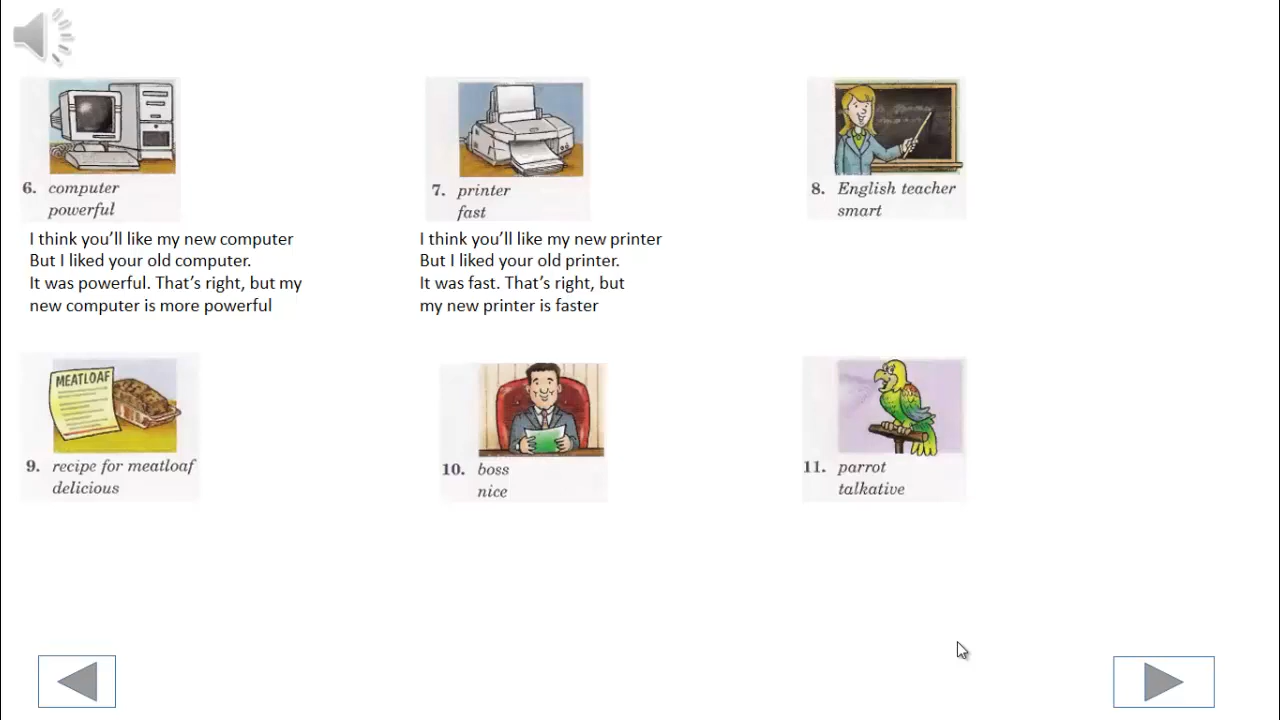 6. computer
powerful
I think you'll like my new computer
But I liked your old computer.
It was powerful. That's right, but my
new computer is more powerful
7. printer
fast
I think you'll like my new printer
But I liked your old printer.
It was fast. That's right, but
my new printer is faster
8. English teacher
smart
MEATLOAF
9. recipe for meatloaf
delicious
10. boss
nice
11. parrot
talkative